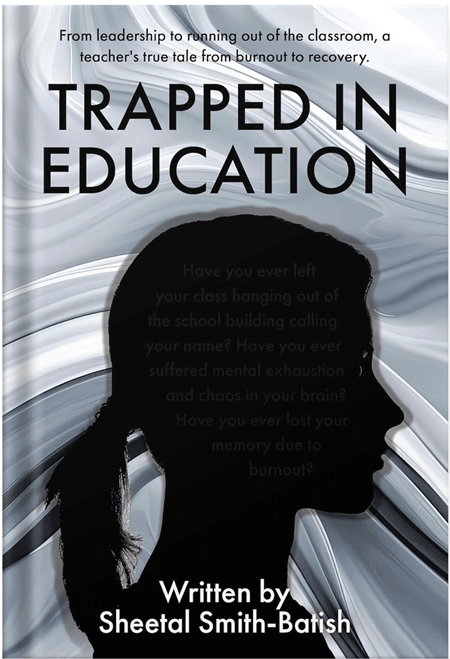 From leadership to running out of the classroom, a
teacher's true tale from burnout to recovery.
TRAPPED IN
EDUCATION
Have you ever left
your class hanging out of
the school building calling
your name? Have you ever
suffered mental exhaustion
and chaos in your brain?
Have you ever lost your
memory due to
burnout?
Written by
Sheetal Smith-Batish